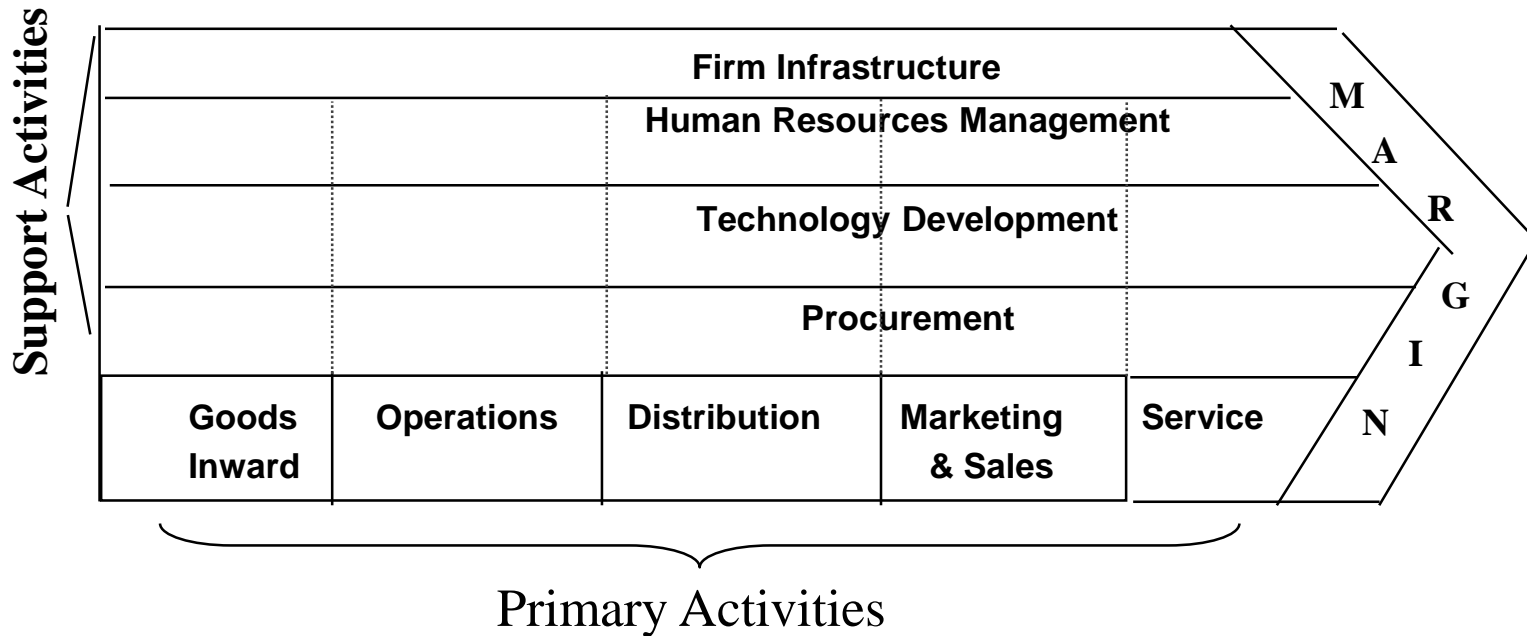 Support Activities
Firm Infrastructure
Human Resources Management
Technology Development
Procurement
MARGIN
Goods
Inward
Operations
Distribution
Marketing
& Sales
Service
Primary Activities